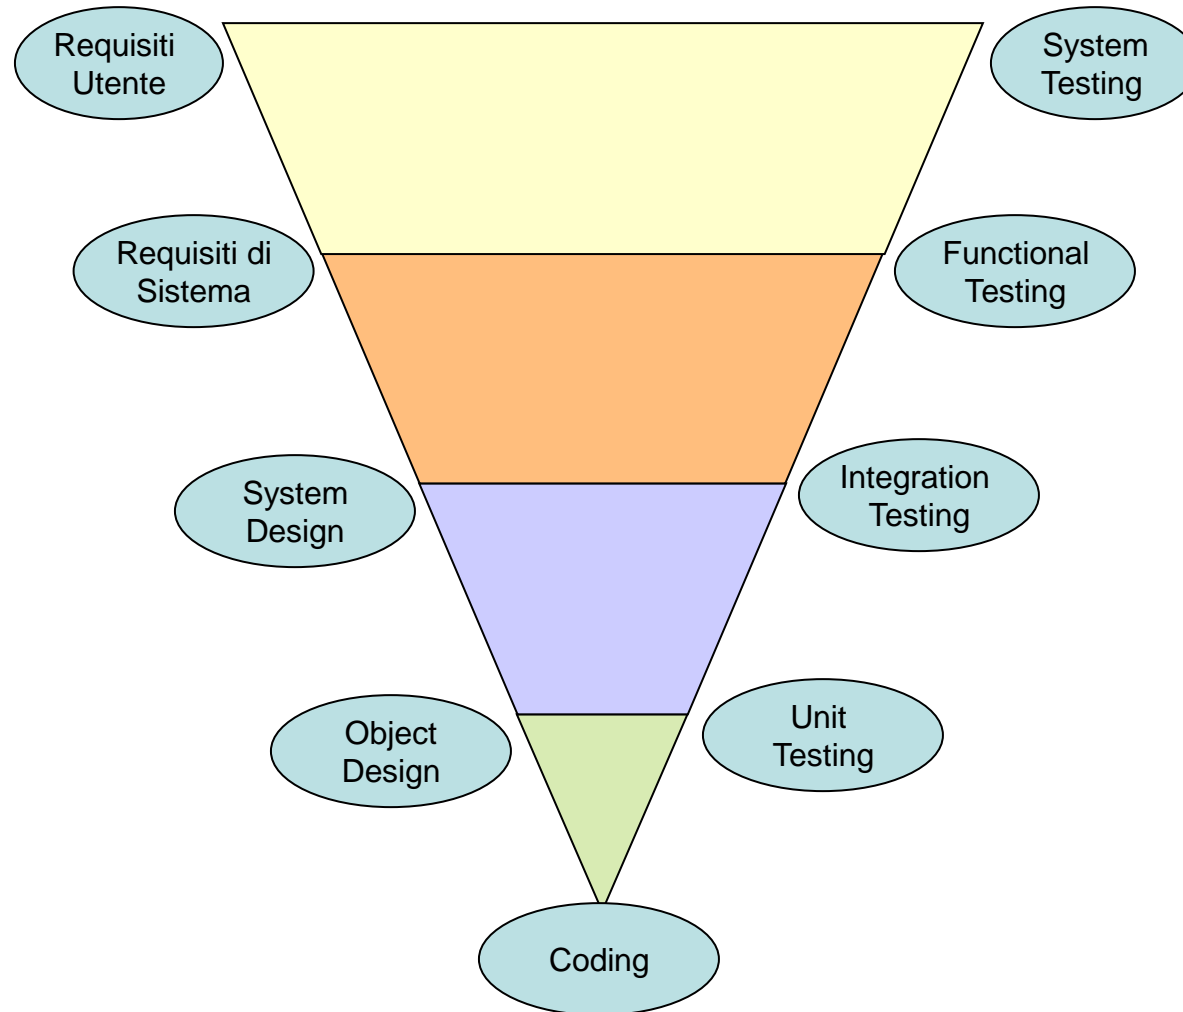 Requisiti
Utente
System
Testing
Requisiti di
Sistema
Functional
Testing
System
Design
Integration
Testing
Object
Design
Unit
Testing
Coding